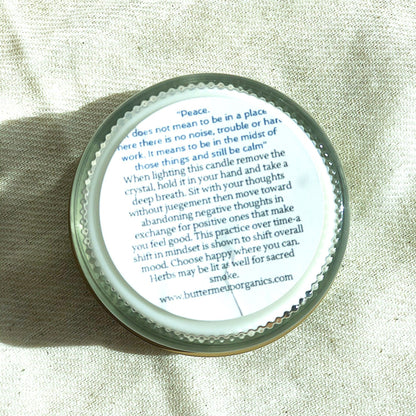 "Peace.
does not mean to be in a place
here there is no noise, trouble or har
work. It means to be in the midst of
those things and still be calm"
When lighting this candle remove the
crystal, hold it in your hand and take a
deep breath. Sit with your thoughts
without juegement then move toward
abandoning negative thoughts in
exchange for positive ones that make
you feel good. This practice over time-a
shift in mindset is shown to shift overall
mood. Choose happy where you can.
Herbs may be lit as well for sacred
smoke.
www.buttermeuporganics.com